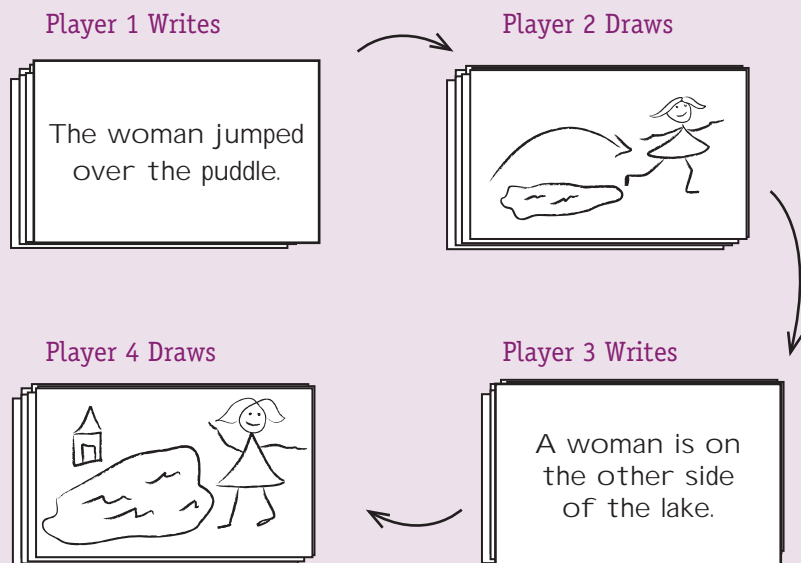 Player 1 Writes
The woman jumped
over the puddle.
Player 2 Draws
Player 3 Writes
A woman is on
the other side
of the lake.
Player 4 Draws